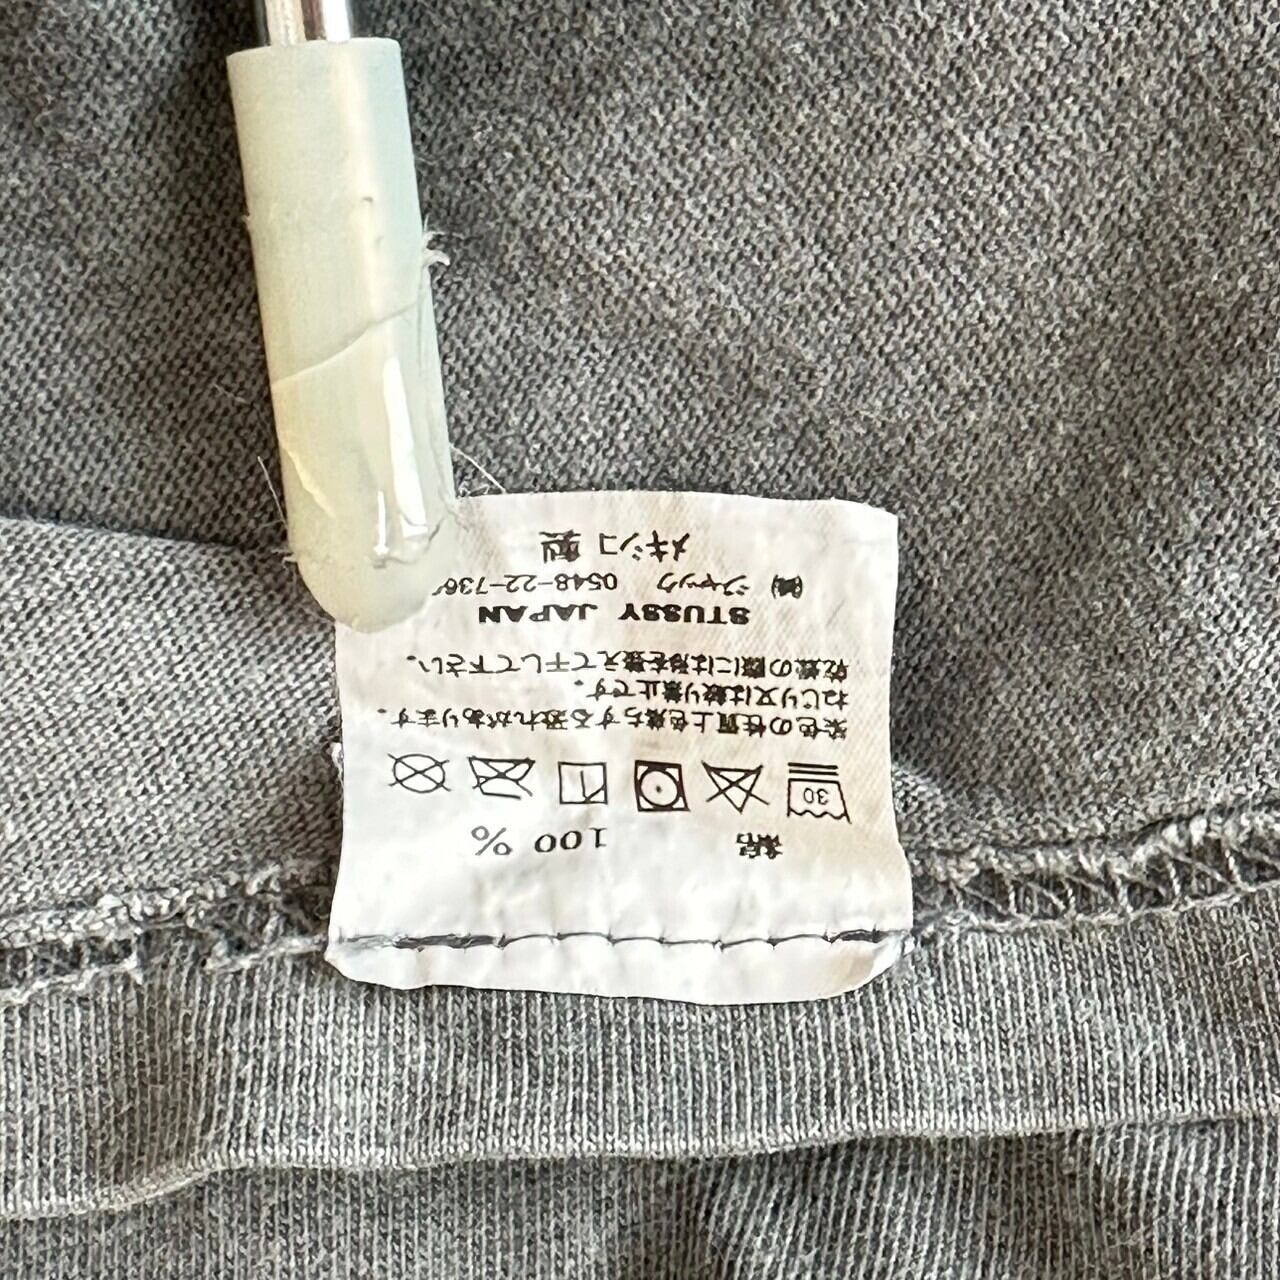 綿 100 %
30
染色の性質上色落ちする恐れがあります。
ねじり又は絞り禁止です。
乾燥の際には形を整えて干して下さい。
STUSSY JAPAN
㈱ ジャック 0548-22-736
メキシコ 製